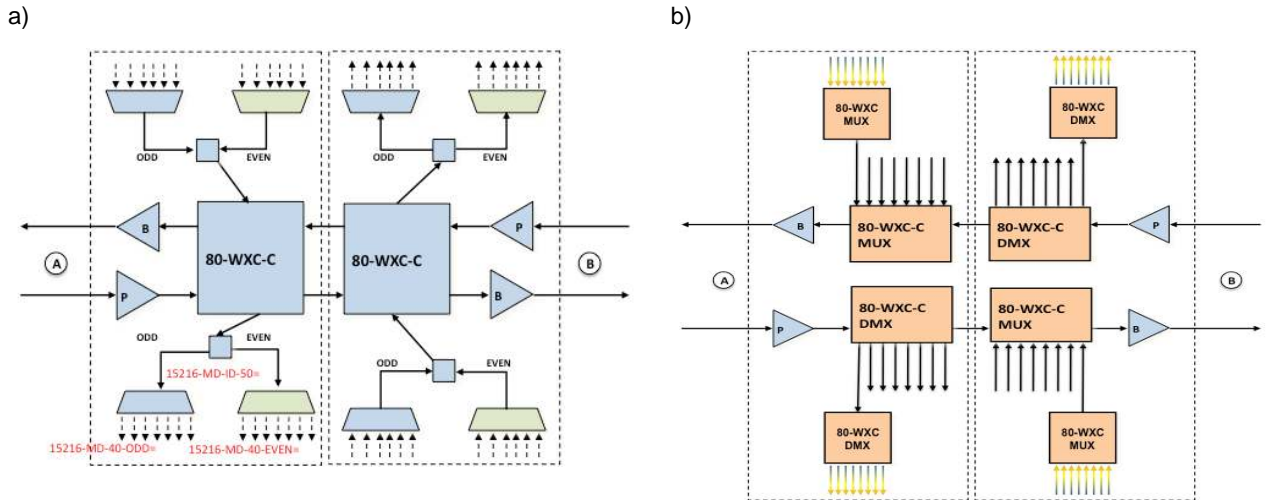 a)
ODD
EVEN
ODD
EVEN
B
80-WXC-C
80-WXC-C
P
A
B
P
B
ODD
EVEN
15216-MD-ID-50=
ODD
EVEN
15216-MD-40-ODD=
15216-MD-40-EVEN=
b)
80-WXC
MUX
80-WXC
DMX
B
80-WXC-C
MUX
80-WXC-C
DMX
P
A
B
P
80-WXC-C
DMX
80-WXC-C
MUX
B
80-WXC
DMX
80-WXC
MUX